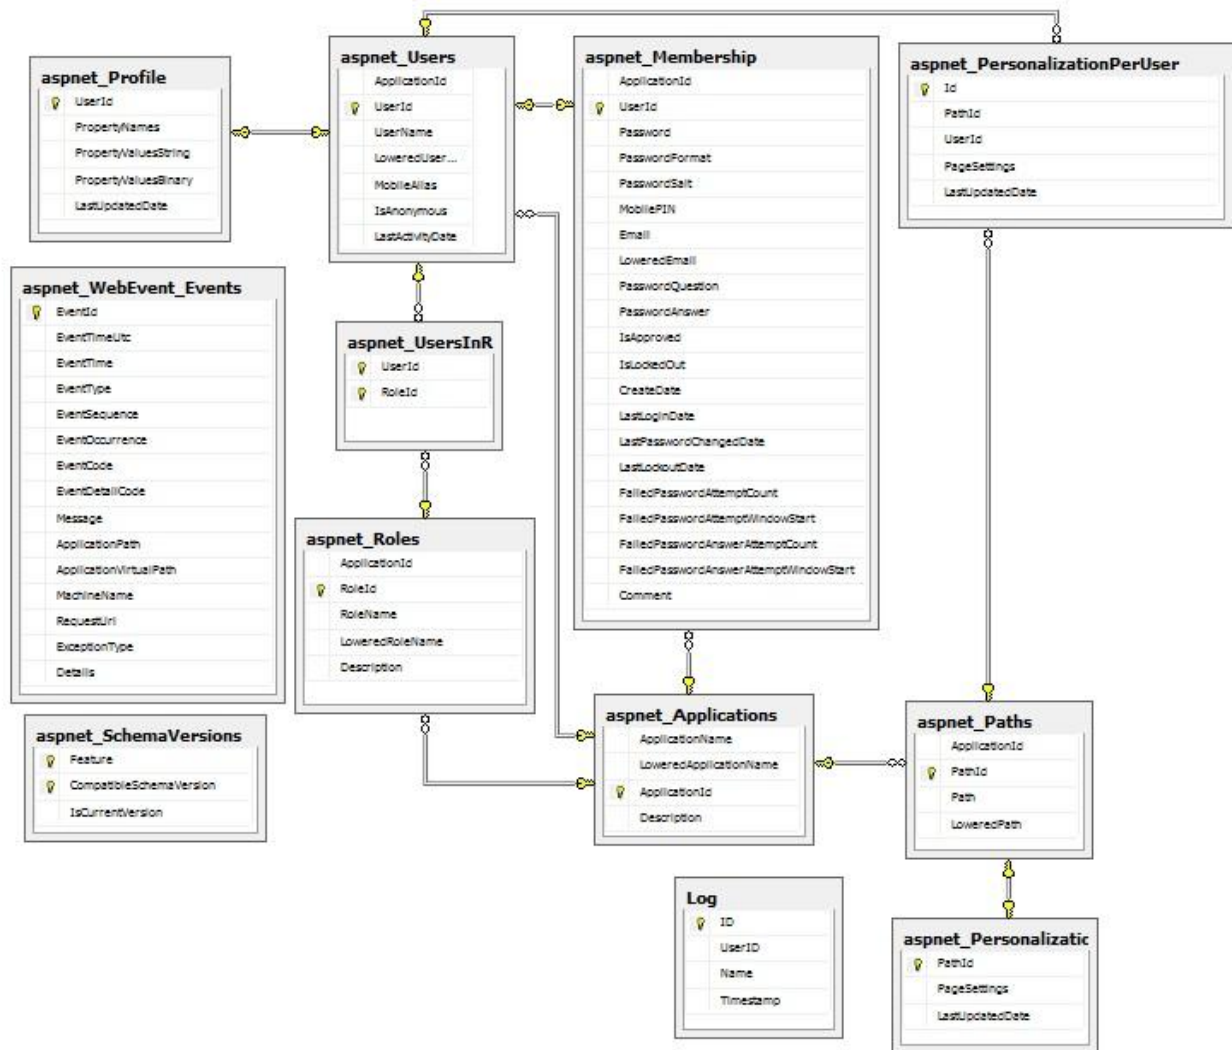 aspnet_Profile
UserId
PropertyNames
PropertyValuesString
PropertyValuesBinary
LastUpdatedDate
aspnet_Users
ApplicationId
UserId
UserName
LoweredUser...
MobileAlias
IsAnonymous
LastActivityDate
aspnet_Membership
ApplicationId
UserId
Password
PasswordFormat
PasswordSalt
MobilePIN
Email
LoweredEmail
PasswordQuestion
PasswordAnswer
IsApproved
IsLockedOut
CreateDate
LastLoginDate
LastPasswordChangedDate
LastLockoutDate
FailedPasswordAttemptCount
FailedPasswordAttemptWindowStart
FailedPasswordAnswerAttemptCount
FailedPasswordAnswerAttemptWindowStart
Comment
aspnet_PersonalizationPerUser
Id
PathId
UserId
PageSettings
LastUpdatedDate
aspnet_WebEvent_Events
EventId
EventTimeUtc
EventTime
EventType
EventSequence
EventOccurrence
EventCode
EventDetailCode
Message
ApplicationPath
ApplicationVirtualPath
MachineName
RequestUrl
ExceptionType
Details
aspnet_UsersInR
UserId
RoleId
aspnet_Roles
ApplicationId
RoleId
RoleName
LoweredRoleName
Description
aspnet_SchemaVersions
Feature
CompatibleSchemaVersion
IsCurrentVersion
aspnet_Applications
ApplicationName
LoweredApplicationName
ApplicationId
Description
aspnet_Paths
ApplicationId
PathId
Path
LoweredPath
Log
ID
UserID
Name
Timestamp
aspnet_Personalizatic
PathId
PageSettings
LastUpdatedDate